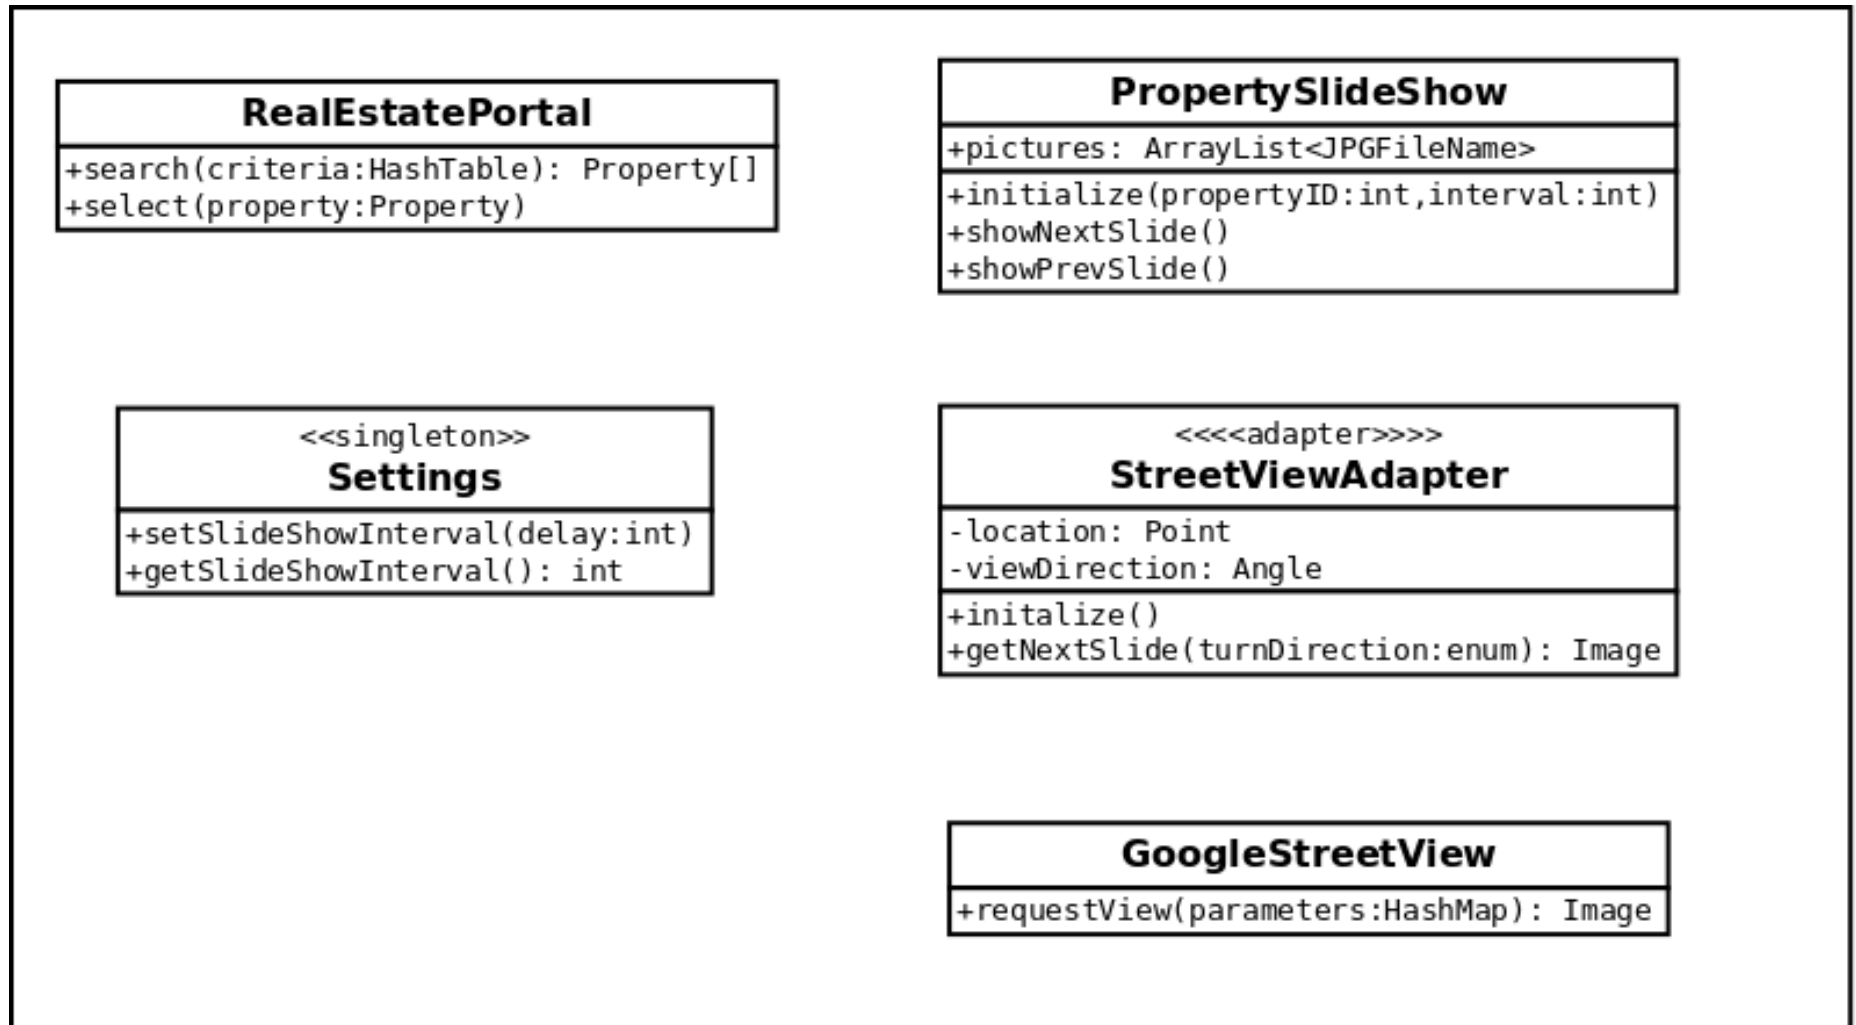 RealEstatePortal
+search(criteria:HashTable): Property[]
+select(property:Property)
PropertySlideShow
+pictures: ArrayList<JPGFileName>
+initialize(propertyID:int,interval:int)
+showNextSlide()
+showPrevSlide()
<<singleton>>
Settings
+setSlideShowInterval(delay:int)
+getSlideShowInterval(): int
<<<<adapter>>>>
StreetViewAdapter
-location: Point
-viewDirection: Angle
+initalize()
+getNextSlide(turnDirection:enum): Image
GoogleStreetView
+requestView(parameters:HashMap): Image